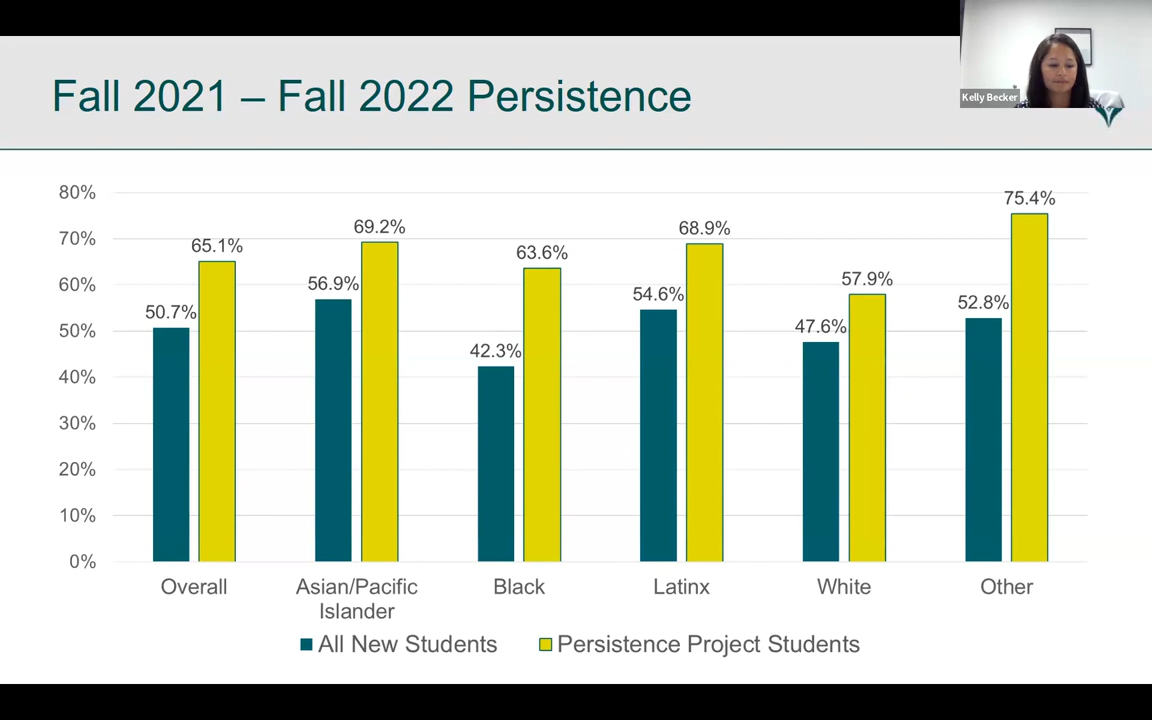 Fall 2021 – Fall 2022 Persistence
Kelly Becker
80%
70%
60%
50%
40%
30%
20%
10%
0%
50.7%
65.1%
56.9%
69.2%
42.3%
63.6%
54.6%
68.9%
47.6%
57.9%
52.8%
75.4%
Overall
Asian/Pacific
Islander
Black
Latinx
White
Other
All New Students
Persistence Project Students